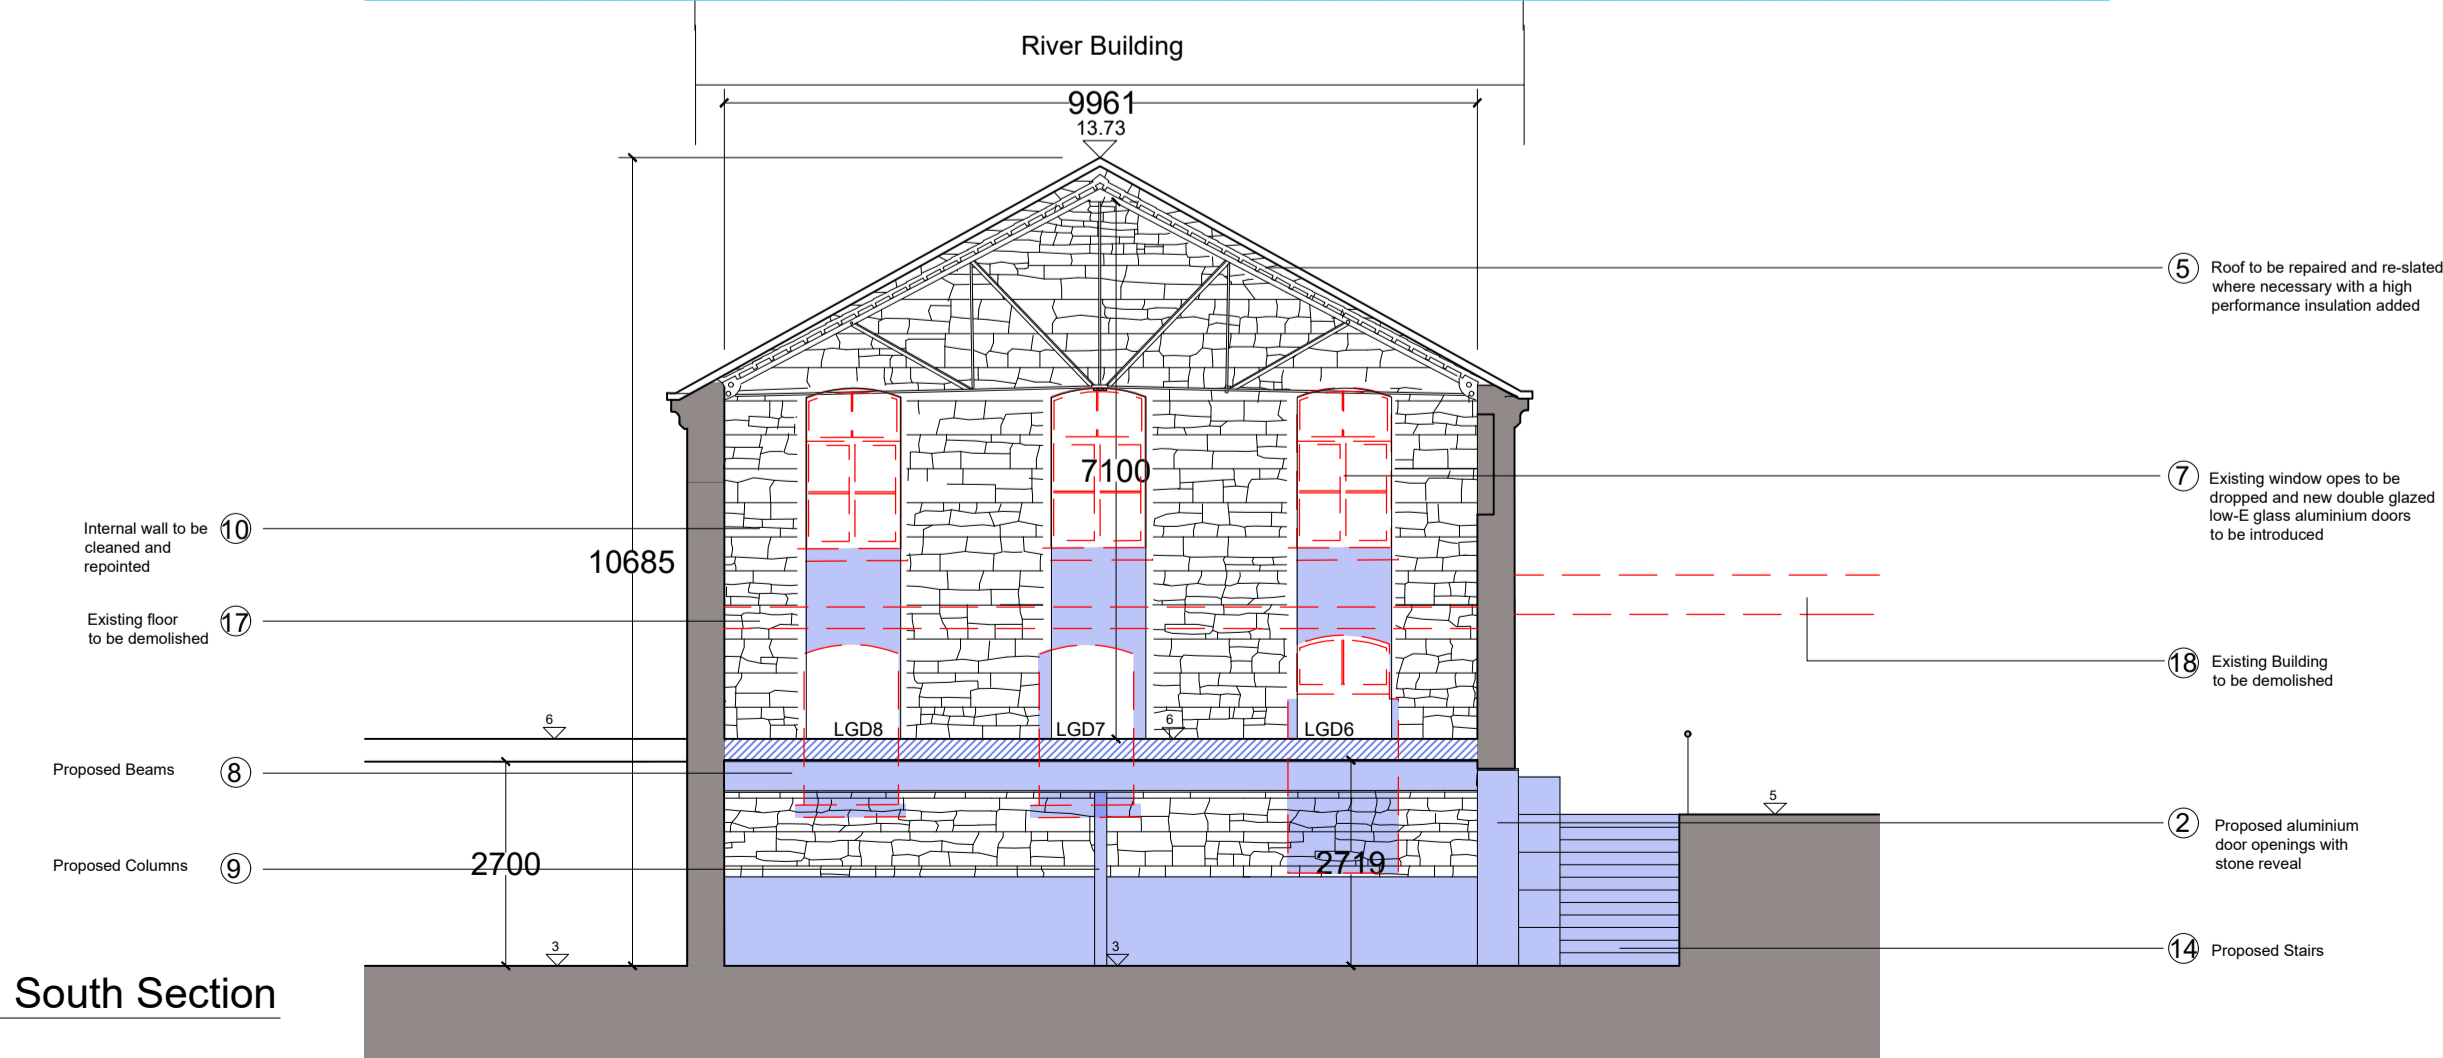 River Building
9961
13.73
5
Roof to be repaired and re-slated
where necessary with a high
performance insulation added
7100
7
Existing window opes to be
dropped and new double glazed
low-E glass aluminium doors
to be introduced
Internal wall to be
cleaned and
repointed
10
10685
Existing floor
to be demolished
17
18
Existing Building
to be demolished
6
LGD8
LGD7
6
LGD6
Proposed Beams
8
5
2
Proposed aluminium
door openings with
stone reveal
Proposed Columns
9
2700
2719
3
3
14
Proposed Stairs
South Section